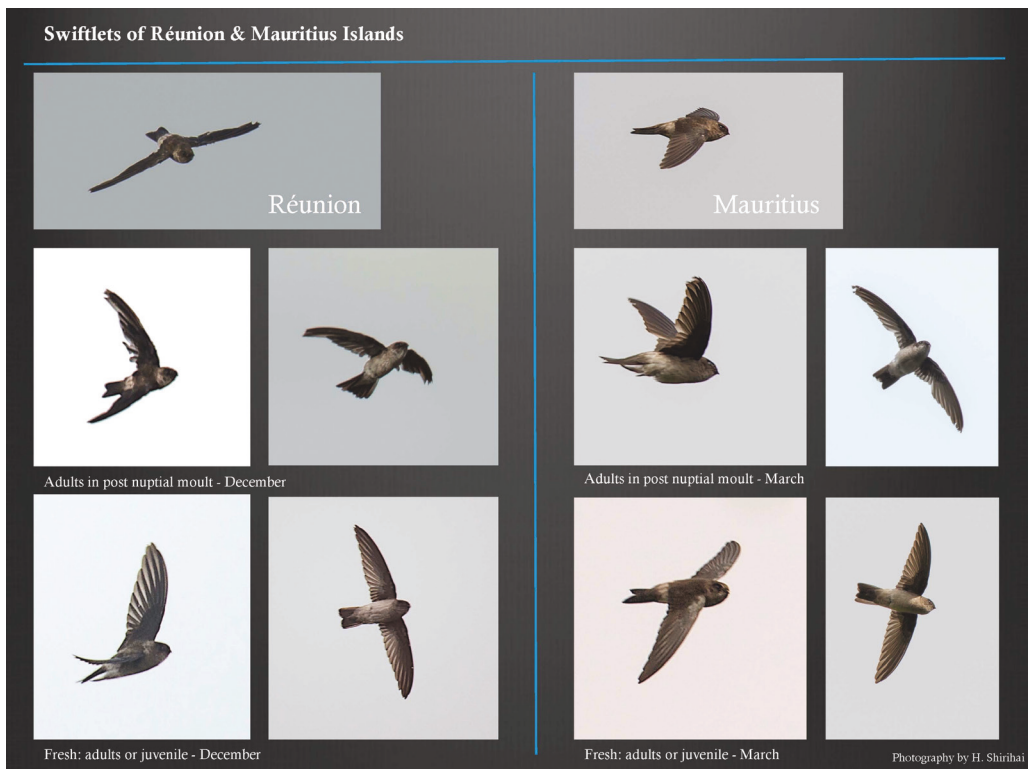 Swiftlets of Réunion & Mauritius Islands
Réunion
Mauritius
Adults in post nuptial moult - December
Adults in post nuptial moult - March
Fresh: adults or juvenile - December
Fresh: adults or juvenile - March
Photography by H. Shirihai